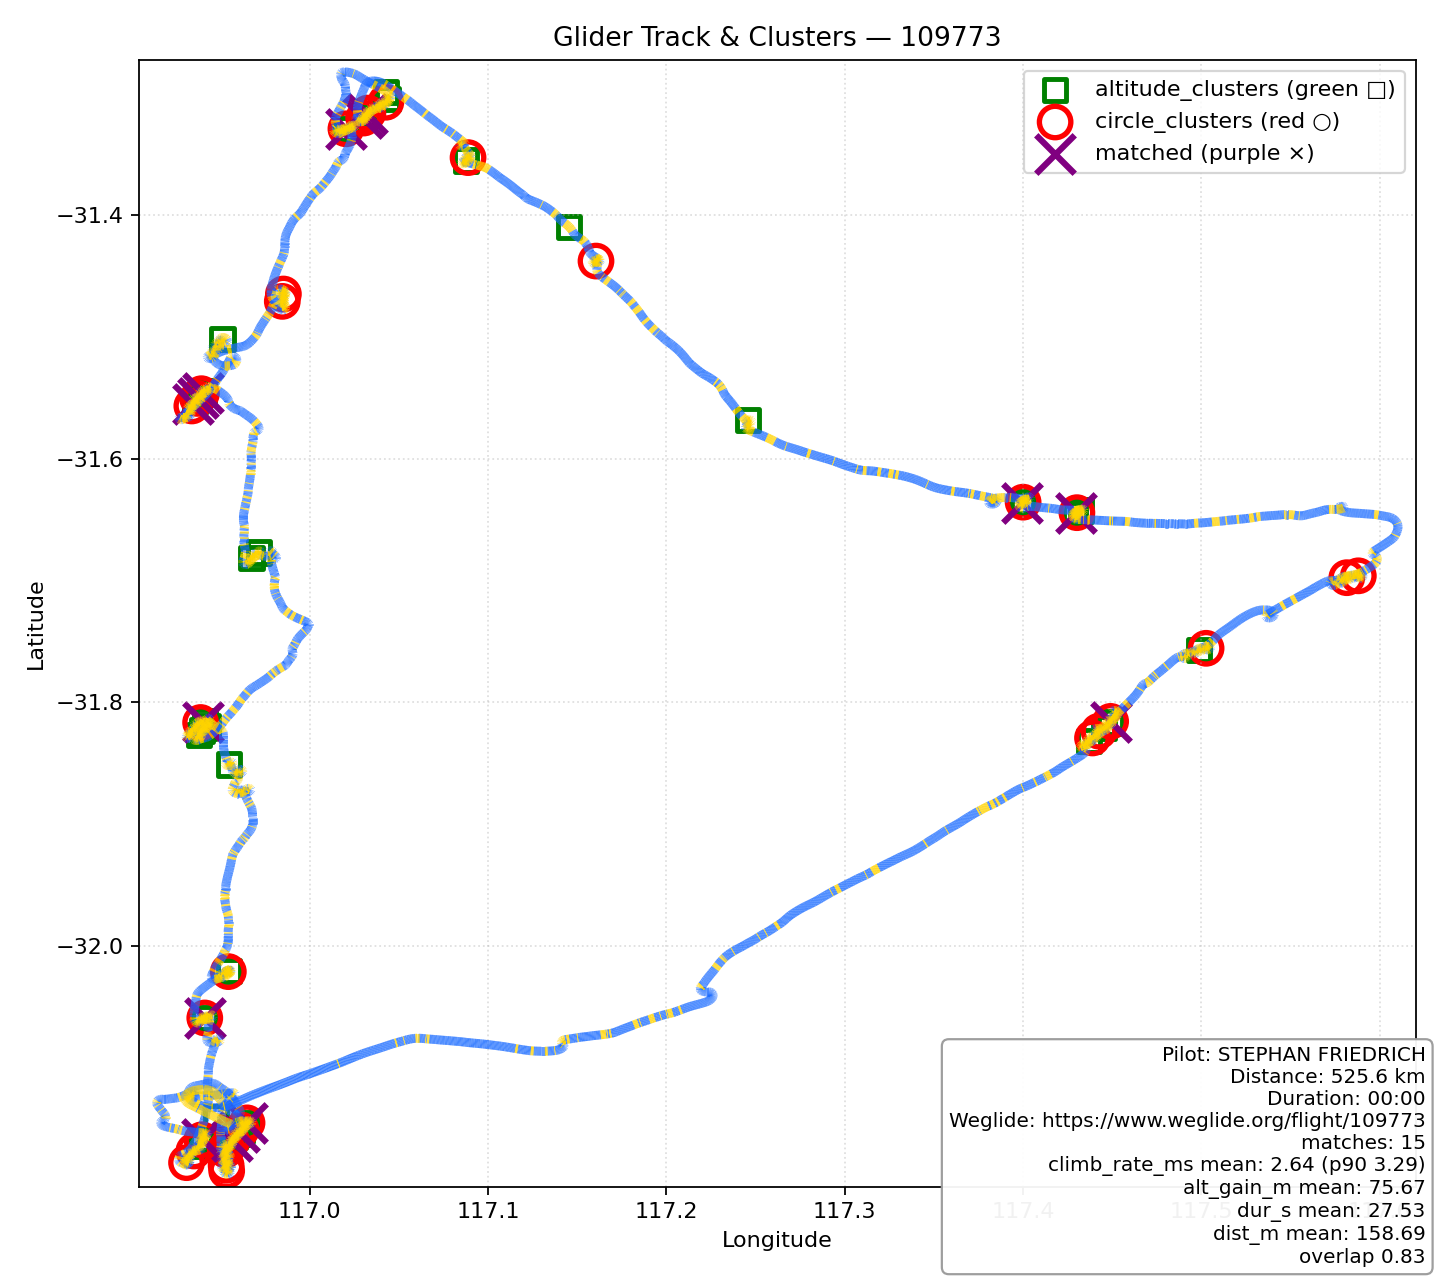 Glider Track & Clusters — 109773
altitude_clusters (green □)
circle_clusters (red ○)
matched (purple ×)
−31.4
−31.6
−31.8
−32.0
Latitude
117.0
117.1
117.2
117.3
117.4
117.5
Longitude
Pilot: STEPHAN FRIEDRICH
Distance: 525.6 km
Duration: 00:00
Weglide: https://www.weglide.org/flight/109773
matches: 15
climb_rate_ms mean: 2.64 (p90 3.29)
alt_gain_m mean: 75.67
dur_s mean: 27.53
dist_m mean: 158.69
overlap 0.83